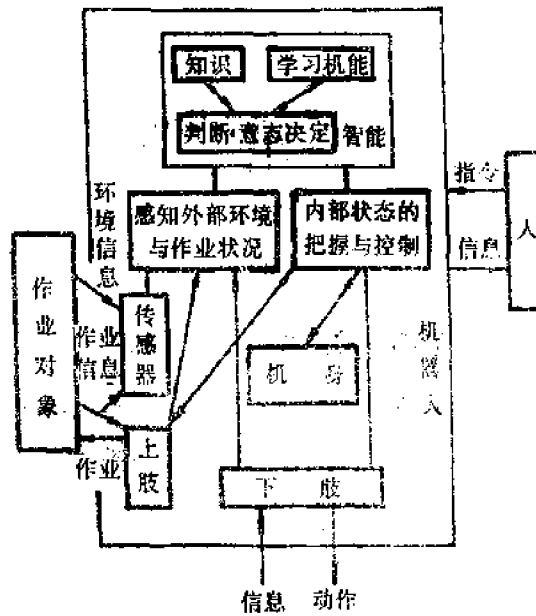 知识
学习机能
判断·意态决定
智能
环境信息
感知外部环境
与作业状况
内部状态的
把握与控制
指令
信息
人
作业对象
作业
信息
传感器
机身
机器人
作业
上肢
下肢
信息
动作